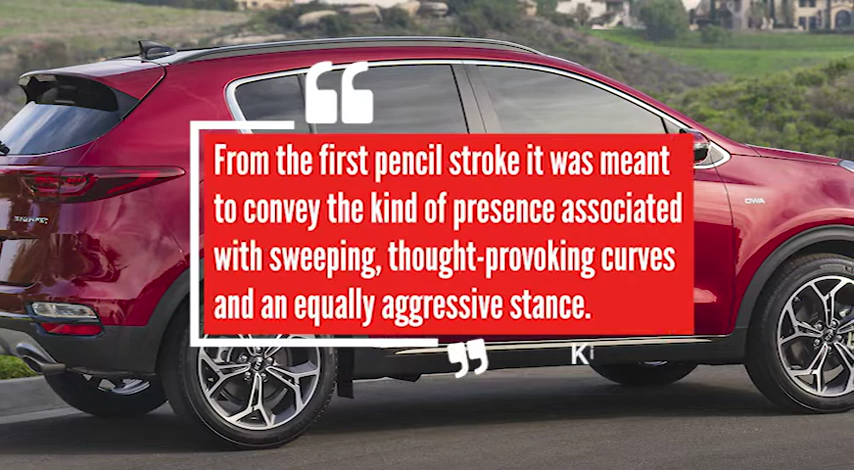 From the first pencil stroke it was meant
to convey the kind of presence associated
with sweeping, thought-provoking curves
and an equally aggressive stance.
Ki